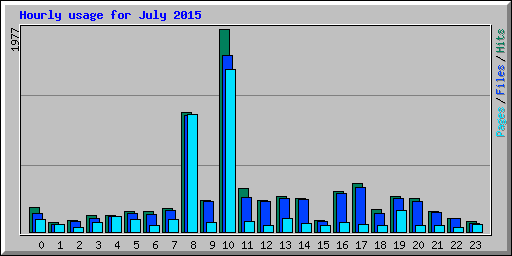 Hourly usage for July 2015
1977
Pages/Files/Hits
0 1 2 3 4 5 6 7 8 9 10 11 12 13 14 15 16 17 18 19 20 21 22 23